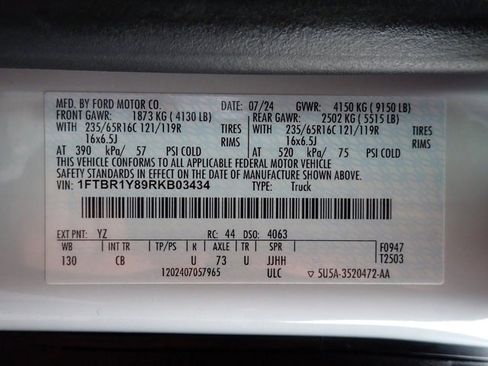 MFD. BY FORD MOTOR CO. DATE: 07/24 GVWR: 4150 KG ( 9150 LB)
FRONT GAWR: 1873 KG ( 4130 LB) REAR GAWR: 2502 KG ( 5515 LB)
WITH 235/65R16C 121/119R TIRES WITH 235/65R16C 121/119R TIRES
16x6.5J RIMS 16x6.5J RIMS
AT 390 kPa/ 57 PSI COLD AT 520 kPa/ 75 PSI COLD
THIS VEHICLE CONFORMS TO ALL APPLICABLE FEDERAL MOTOR VEHICLE
SAFETY STANDARDS IN EFFECT ON THE DATE OF MANUFACTURE SHOWN ABOVE.
VIN: 1FTBR1Y89RKB03434 TYPE: Truck
EXT PNT: YZ RC: 44 DSO: 4063
WB INT TR TP/PS R AXLE TR SPR F0947
130 CB U 73 U JJHH T2503
1202407057965 ULC ▽ 5U5A-3520472-AA